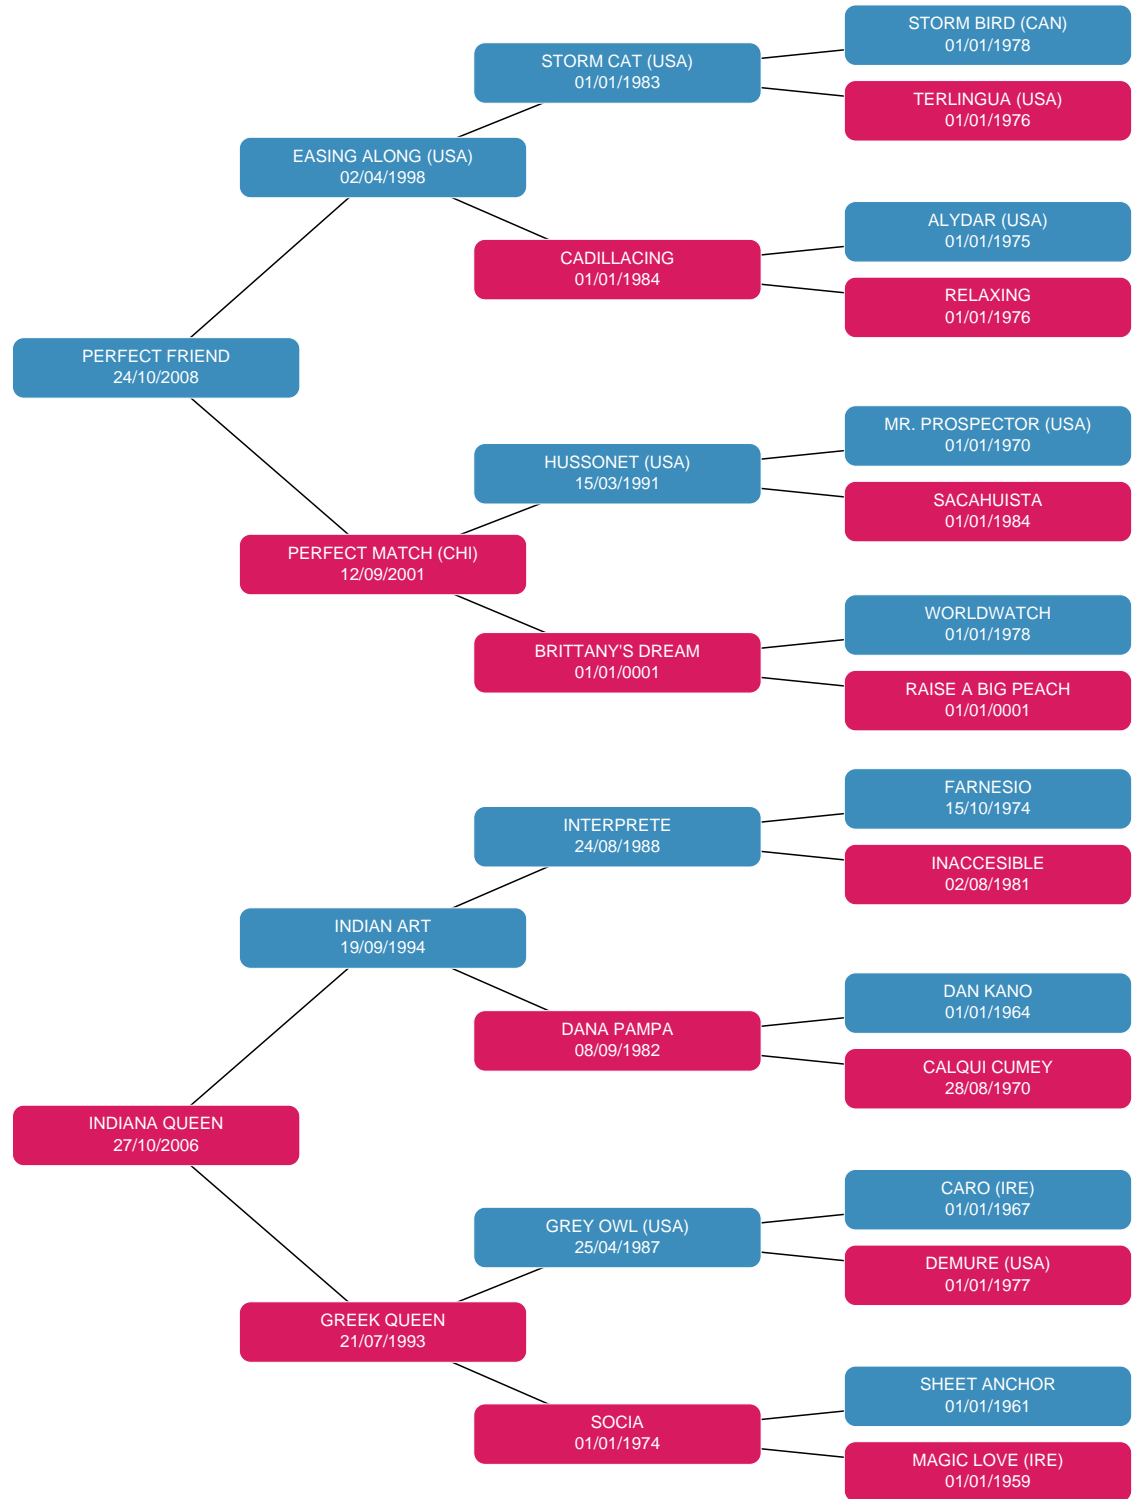 STORM BIRD (CAN)
01/01/1978
STORM CAT (USA)
01/01/1983
TERLINGUA (USA)
01/01/1976
EASING ALONG (USA)
02/04/1998
ALYDAR (USA)
01/01/1975
CADILLACING
01/01/1984
RELAXING
01/01/1976
PERFECT FRIEND
24/10/2008
MR. PROSPECTOR (USA)
01/01/1970
HUSSONET (USA)
15/03/1991
SACAHUISTA
01/01/1984
PERFECT MATCH (CHI)
12/09/2001
WORLDWATCH
01/01/1978
BRITTANY'S DREAM
01/01/0001
RAISE A BIG PEACH
01/01/0001
FARNESIO
15/10/1974
INTERPRETE
24/08/1988
INACCESIBLE
02/08/1981
INDIAN ART
19/09/1994
DAN KANO
01/01/1964
DANA PAMPA
08/09/1982
CALQUI CUMEY
28/08/1970
INDIANA QUEEN
27/10/2006
CARO (IRE)
01/01/1967
GREY OWL (USA)
25/04/1987
DEMURE (USA)
01/01/1977
GREEK QUEEN
21/07/1993
SHEET ANCHOR
01/01/1961
SOCIA
01/01/1974
MAGIC LOVE (IRE)
01/01/1959